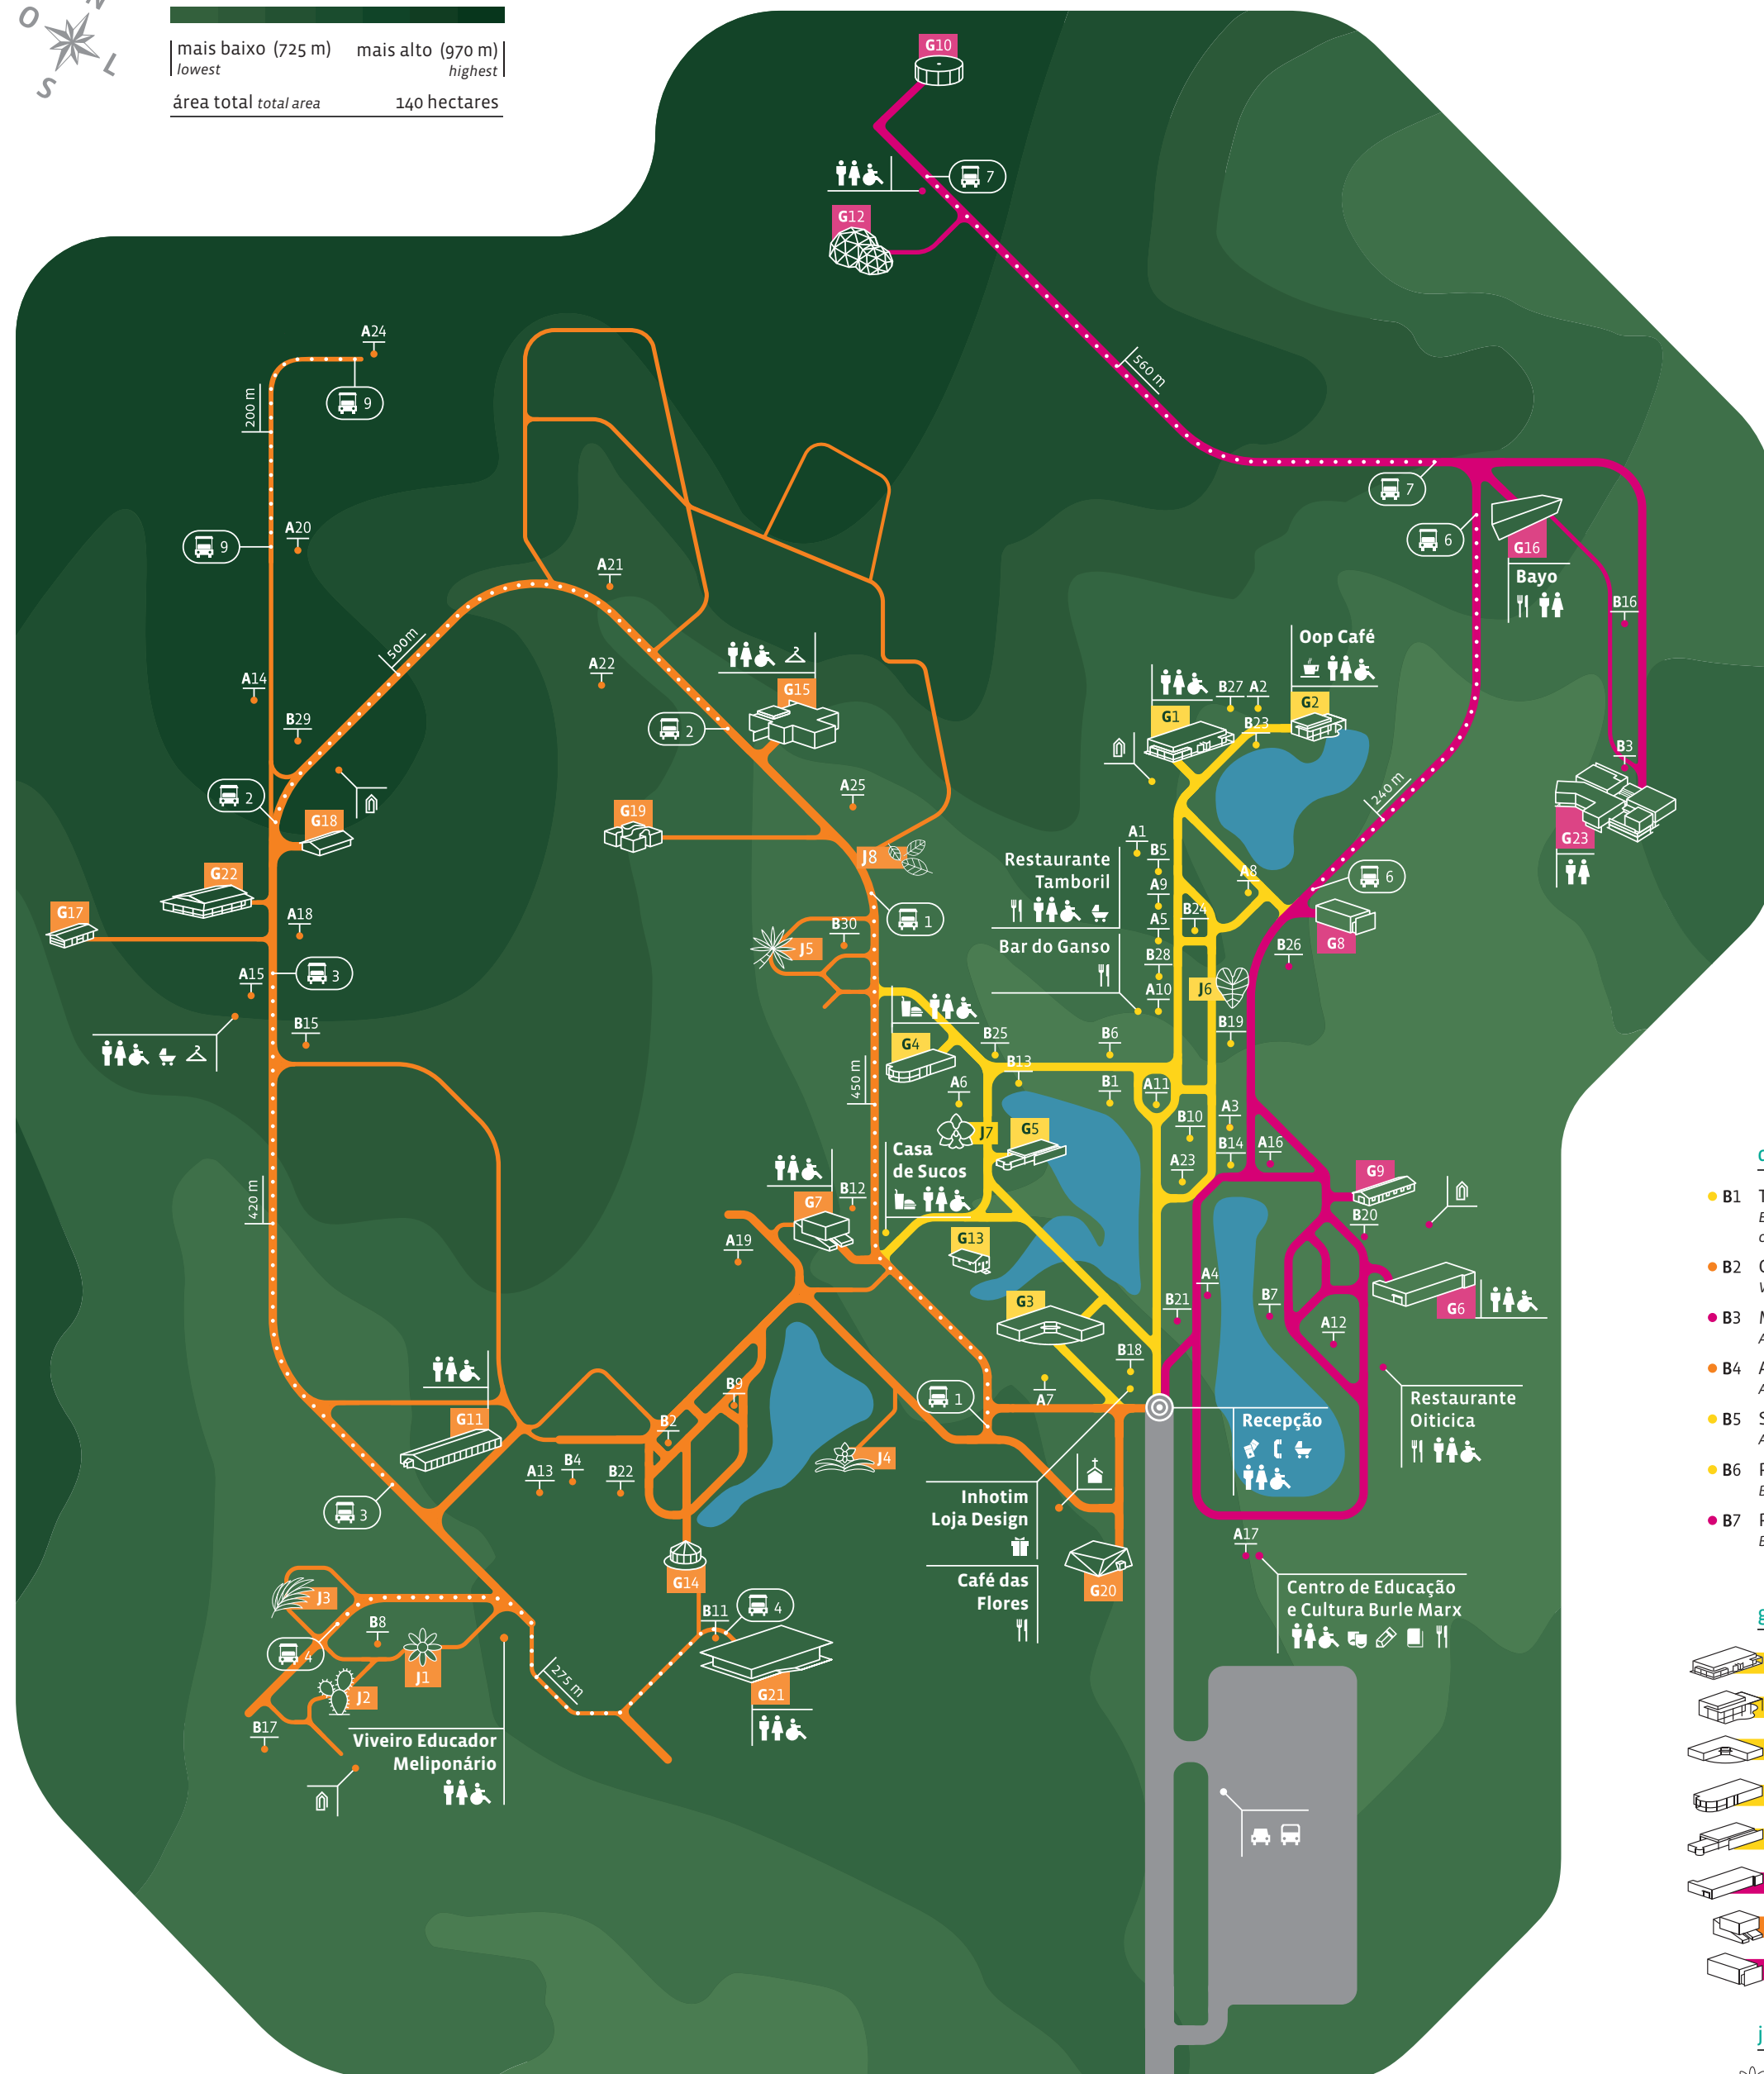 N
O
L
S
mais baixo (725 m) mais alto (970 m)
lowest highest
área total total area 140 hectares
G10
7
G12
560 m
A24
9
200 m
A20
9
7
6
G16
Bayo
B16
A21
500m
A22
A14
B29
G15
2
Oop Café
B27 A2
G2
G1
B23
B3
2
G18
G19
A25
240 m
G23
J8
A1
B5
Restaurante
Tamboril
A8
6
G22
A9
G17
A18
B30
1
A5
B24
G8
J5
Bar do Ganso
B28
B26
A15
3
A10
J6
B15
B25
B6
B19
G4
B13
450 m
A6
B1
A11
A3
B10
J7
G5
B14
A16
Casa
de Sucos
A23
G9
420 m
B12
G7
B20
A19
G13
A4
G3
B21
B7
G6
A12
B18
B9
1
A7
Restaurante
Oiticica
G11
B2
Recepção
B4
A13
B22
J4
3
Inhotim
Loja Design
A17
G14
G20
Café das
Flores
Centro de Educação
e Cultura Burle Marx
J3
B11
4
B8
4
J1
275 m
J2
G21
B17
Viveiro Educador
Meliponário
B1
B2
B3
B4
B5
B6
B7